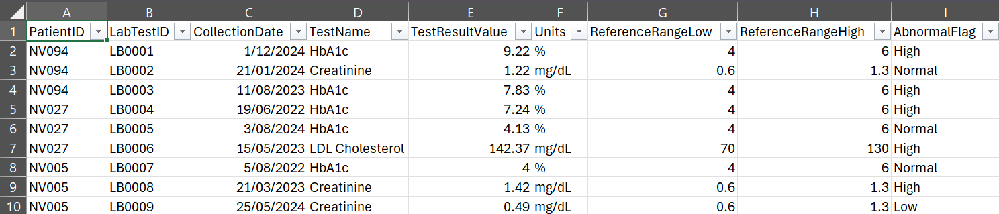 A B C D E F G H I
1 PatientID LabTestID CollectionDate TestName TestResultValue Units ReferenceRangeLow ReferenceRangeHigh AbnormalFlag
2 NV094 LB0001 1/12/2024 HbA1c 9.22 % 4 6 High
3 NV094 LB0002 21/01/2024 Creatinine 1.22 mg/dL 0.6 1.3 Normal
4 NV094 LB0003 11/08/2023 HbA1c 7.83 % 4 6 High
5 NV027 LB0004 19/06/2022 HbA1c 7.24 % 4 6 High
6 NV027 LB0005 3/08/2024 HbA1c 4.13 % 4 6 Normal
7 NV027 LB0006 15/05/2023 LDL Cholesterol 142.37 mg/dL 70 130 High
8 NV005 LB0007 5/08/2022 HbA1c 4 % 4 6 Normal
9 NV005 LB0008 21/03/2023 Creatinine 1.42 mg/dL 0.6 1.3 High
10 NV005 LB0009 25/05/2024 Creatinine 0.49 mg/dL 0.6 1.3 Low